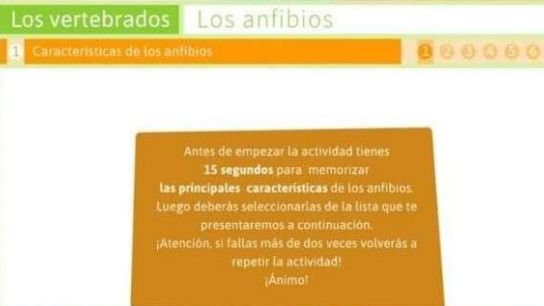 Los vertebrados Los anfibios
1 Características de los anfibios 1 2 3 4 5 6
Antes de empezar la actividad tienes
15 segundos para memorizar
las principales características de los anfibios.
Luego deberás seleccionarlas de la lista que te
presentaremos a continuación.
¡Atención, si fallas más de dos veces volverás a
repetir la actividad!
¡Ánimo!